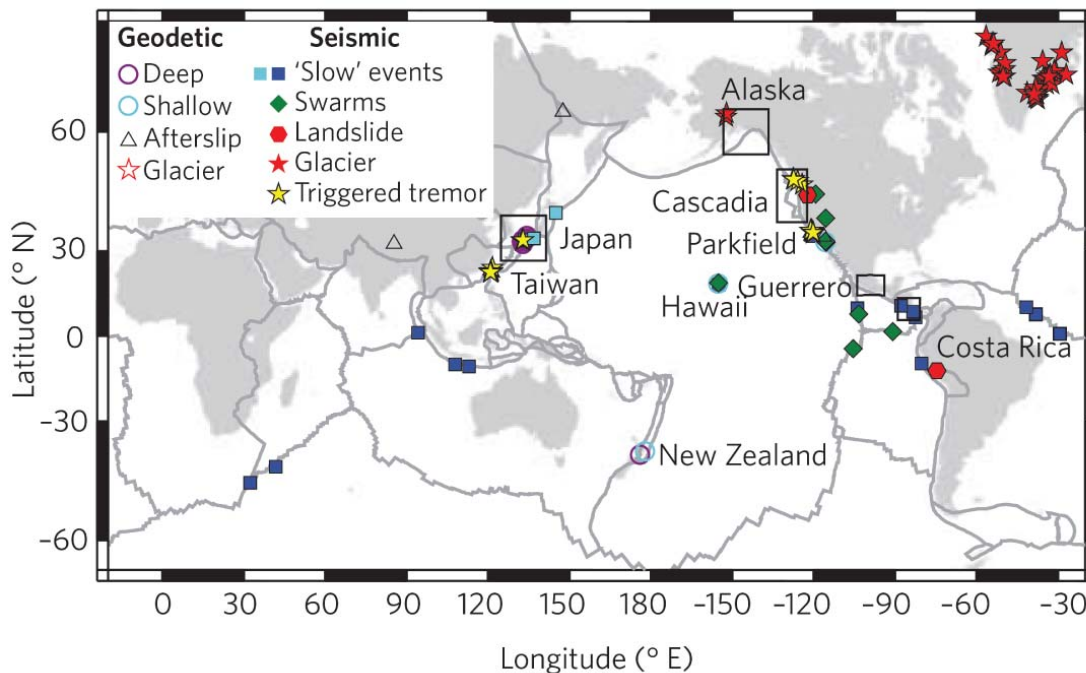 Geodetic Seismic
Deep 'Slow' events
Shallow Swarms
Afterslip Landslide
Glacier Glacier
Triggered tremor
Alaska
Cascadia
Japan
Parkfield
Taiwan
Guerrero
Hawaii
Costa Rica
New Zealand
Latitude (° N)
60
30
0
−30
−60
0 30 60 90 120 150 180 −150 −120 −90 −60 −30
Longitude (° E)